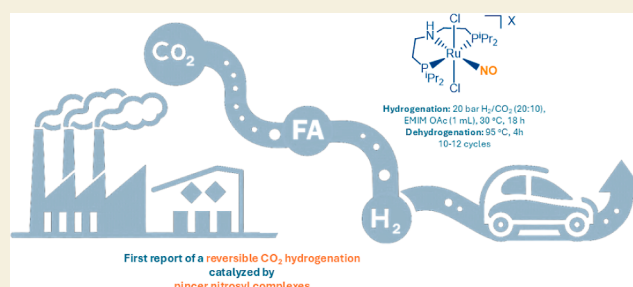 CO₂
FA
H₂
Cl
X
H
N
PⁱPr₂
Ru
P
ⁱPr₂
NO
Cl
Hydrogenation: 20 bar H₂/CO₂ (20:10),
EMIM OAc (1 mL), 30 °C, 18 h
Dehydrogenation: 95 °C, 4h
10-12 cycles
First report of a reversible CO₂ hydrogenation
catalyzed by
pincer nitrosyl complexes